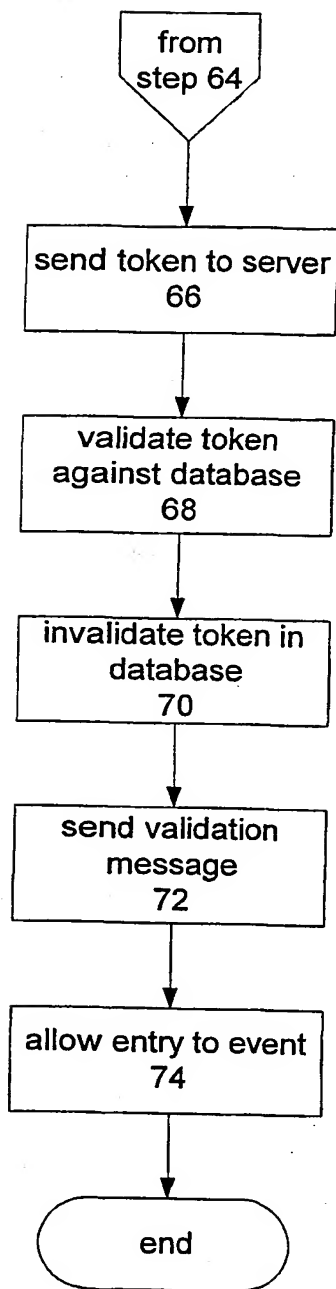 from
step 64
send token to server
66
validate token
against database
68
invalidate token in
database
70
send validation
message
72
allow entry to event
74
end